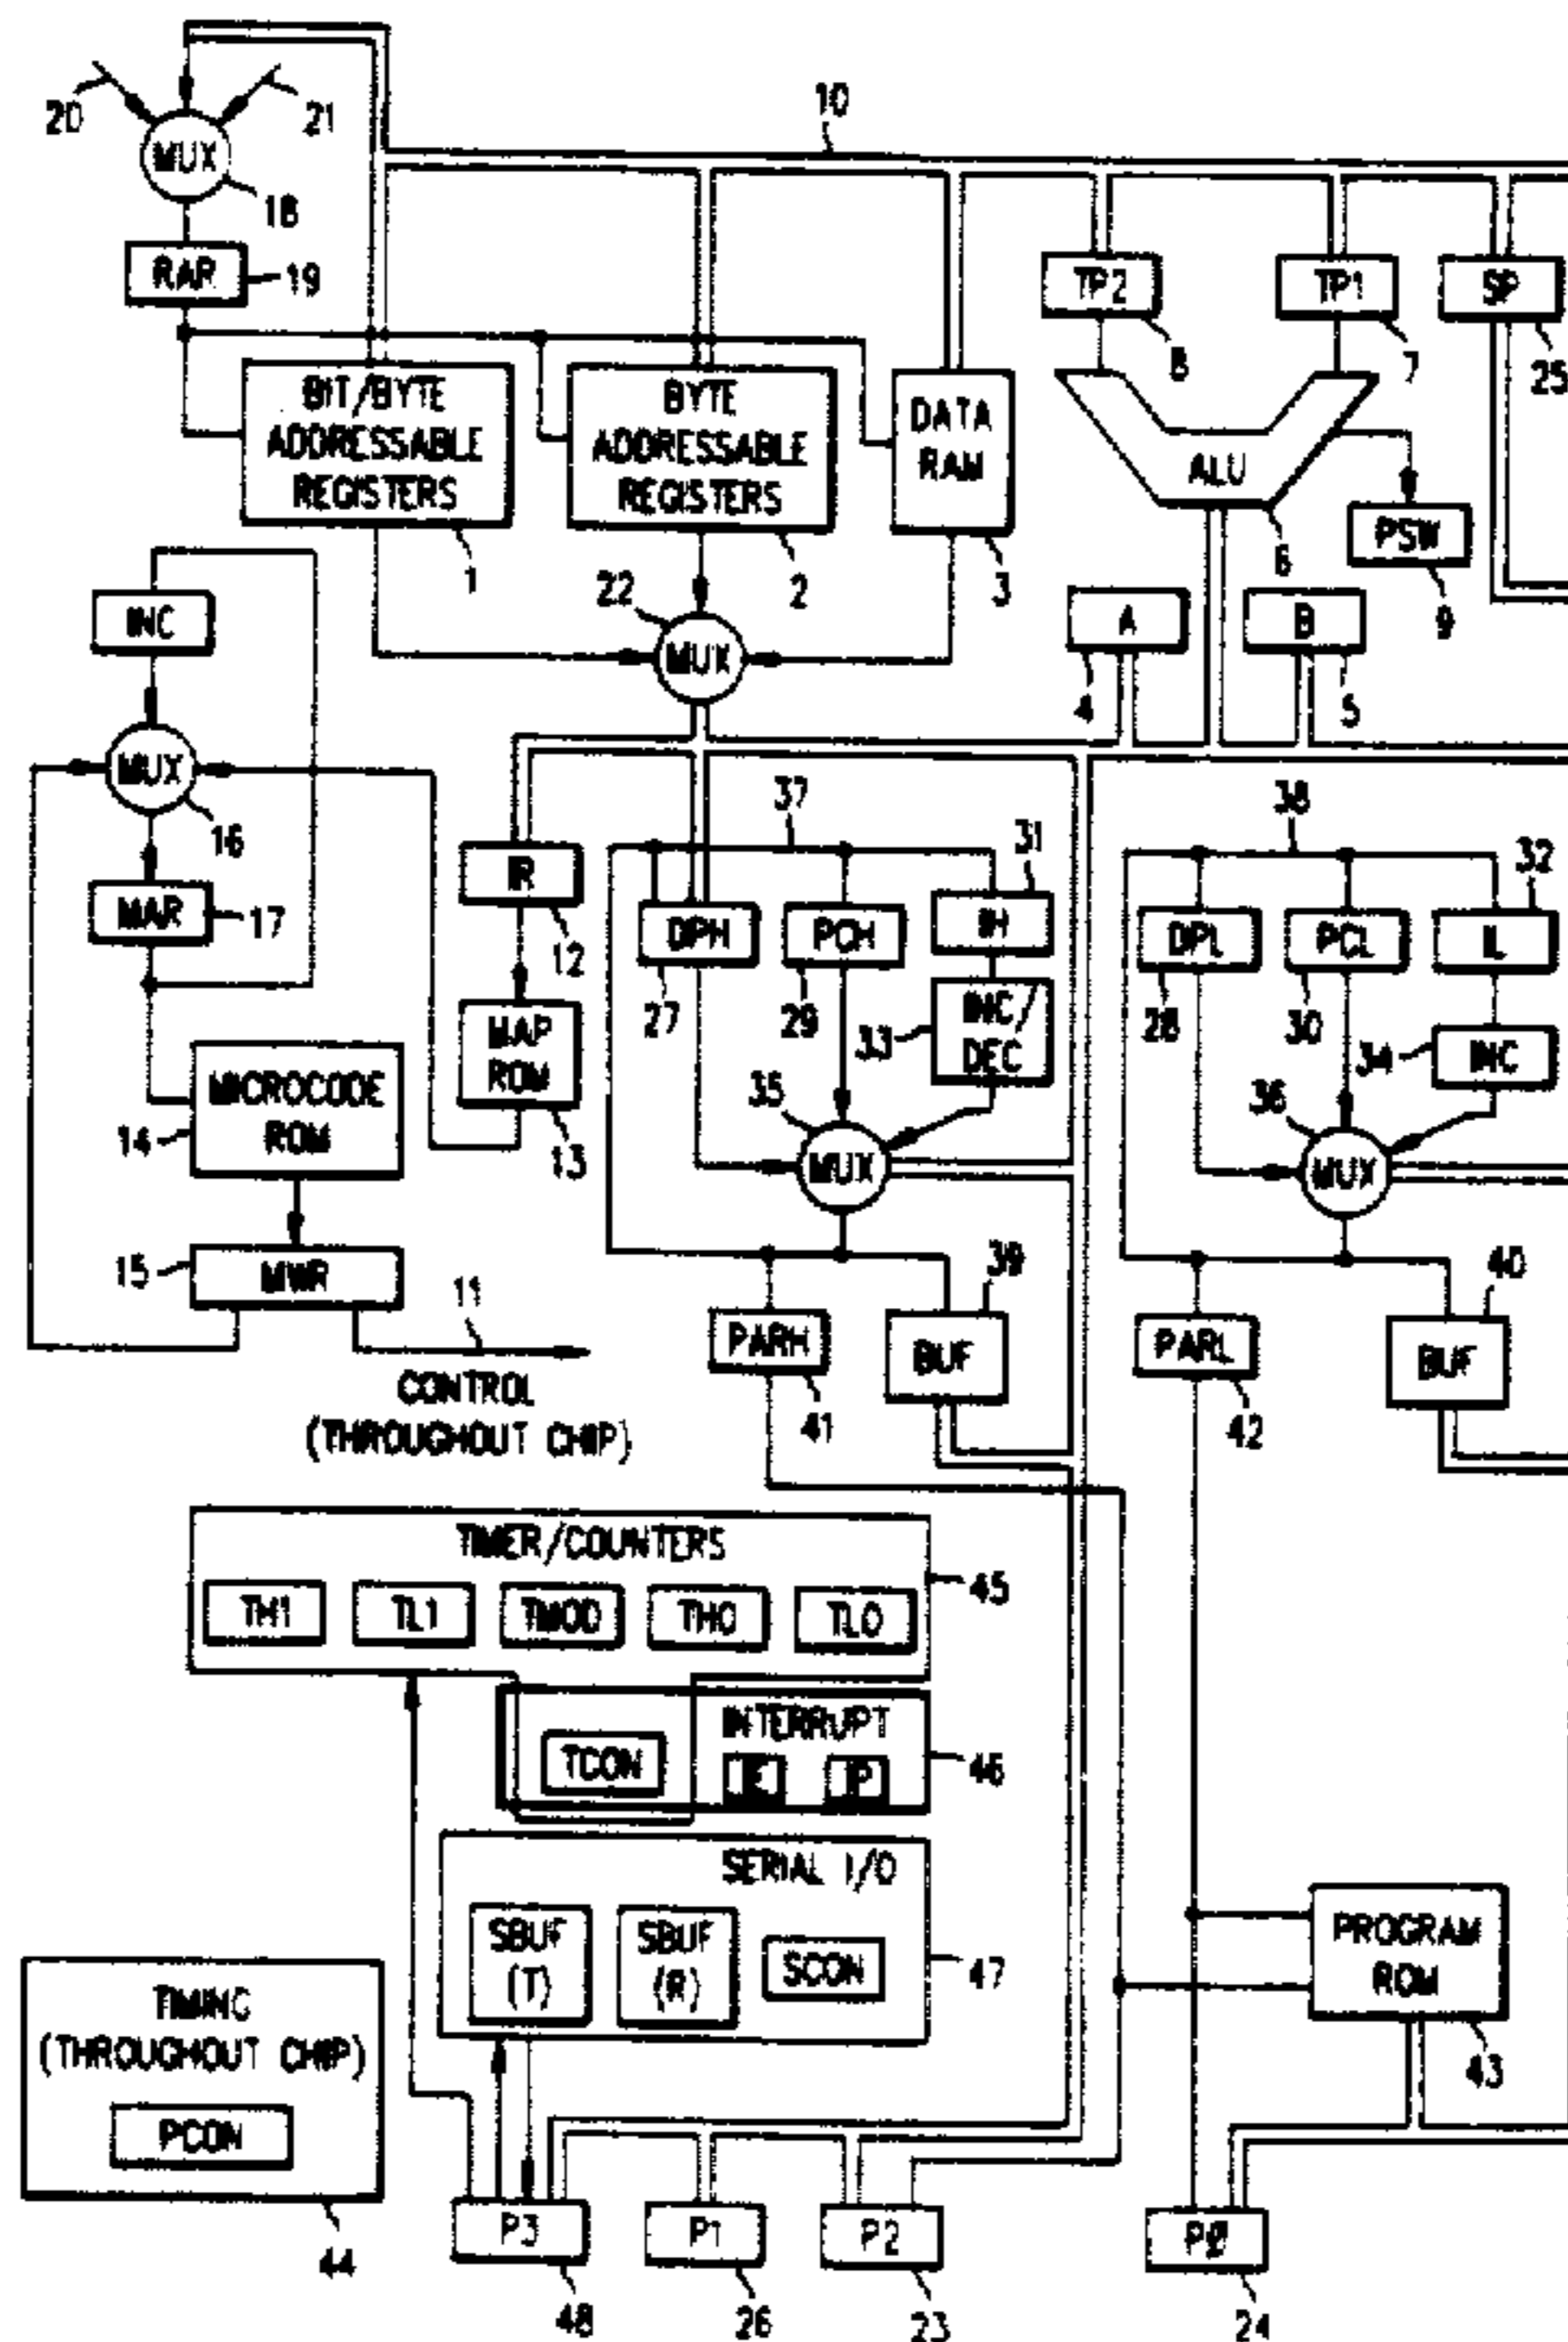 10
20
21
MUX
18
RAR
19
TP2
8
TP1
7
SP
25
BIT/BYTE
ADDRESSABLE
REGISTERS
1
BYTE
ADDRESSABLE
REGISTERS
2
DATA
RAM
3
ALU
6
PSW
9
INC
22
MUX
A
4
B
5
MUX
16
MAR
17
IR
12
MAP
ROM
13
37
DPH
27
PCH
29
31
IH
33
INC/
DEC
35
MUX
38
DPL
28
PCL
30
32
IL
34
INC
36
MUX
MICROCODE
ROM
14
MWR
15
11
CONTROL
(THROUGHOUT CHIP)
PARH
41
39
BUF
PARL
42
40
BUF
TIMER/COUNTERS
TH1
TL1
TMOD
TH0
TL0
45
INTERRUPT
TCON
IE
IP
46
SERIAL I/O
SBUF
(T)
SBUF
(R)
SCON
47
TIMING
(THROUGHOUT CHIP)
PCON
44
PROGRAM
ROM
43
P3
48
P1
26
P2
23
PØ
24